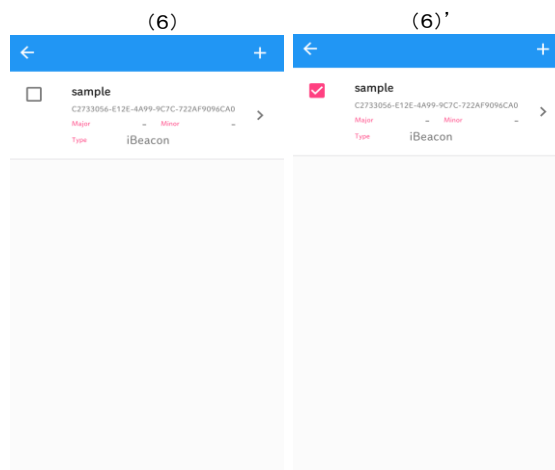 (6)
sample
C2733056-E12E-4A99-9C7C-722AF9096CA0
Major – Minor –
Type iBeacon
(6)’
sample
C2733056-E12E-4A99-9C7C-722AF9096CA0
Major – Minor –
Type iBeacon